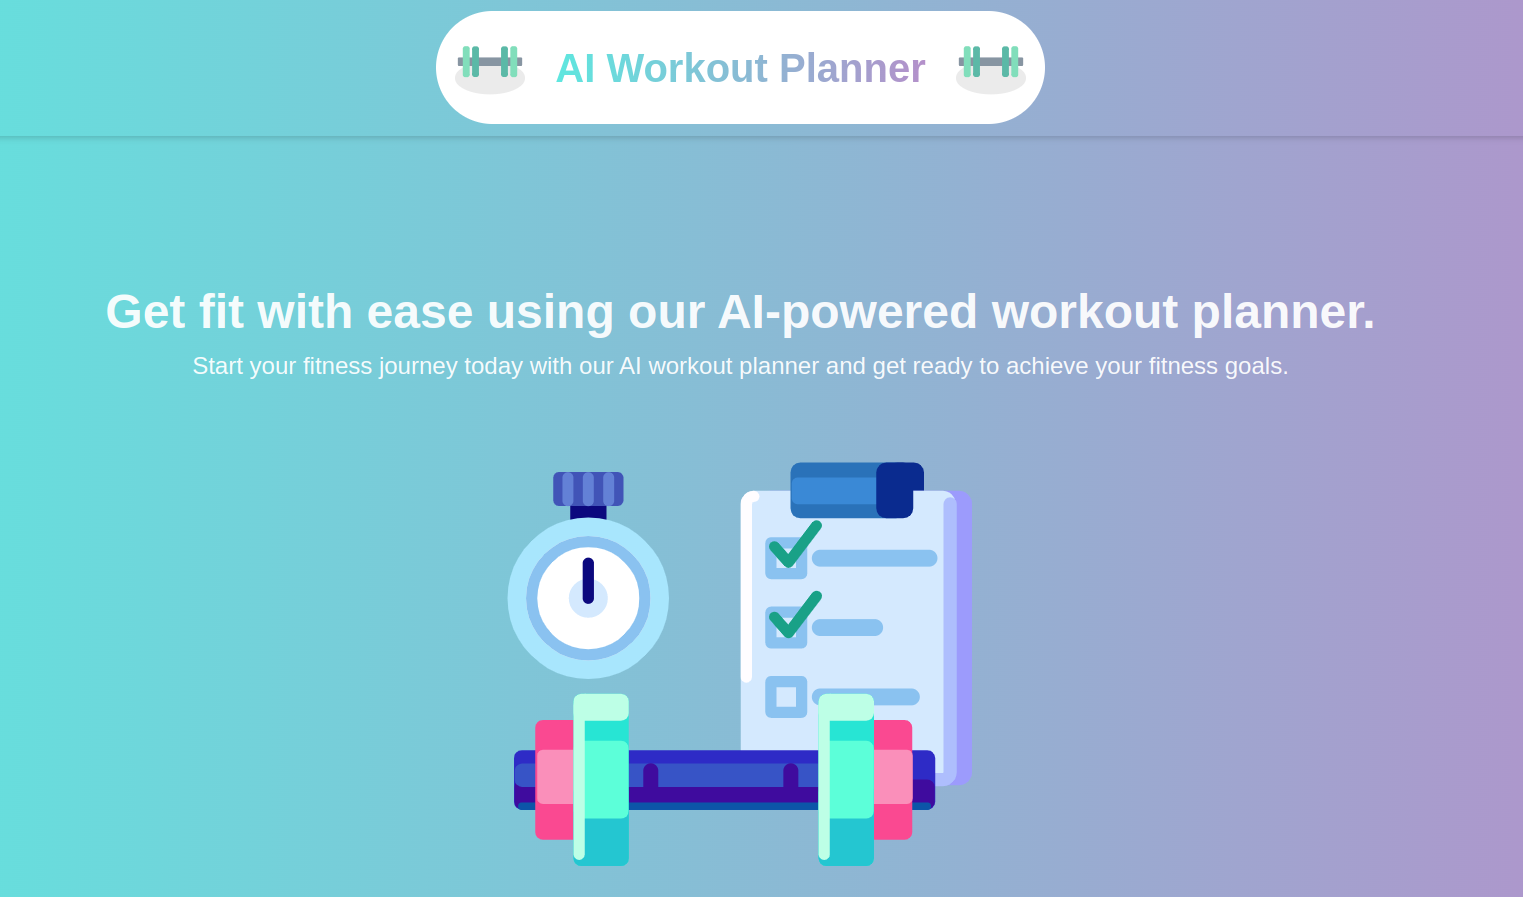 AI Workout Planner
Get fit with ease using our AI-powered workout planner.
Start your fitness journey today with our AI workout planner and get ready to achieve your fitness goals.